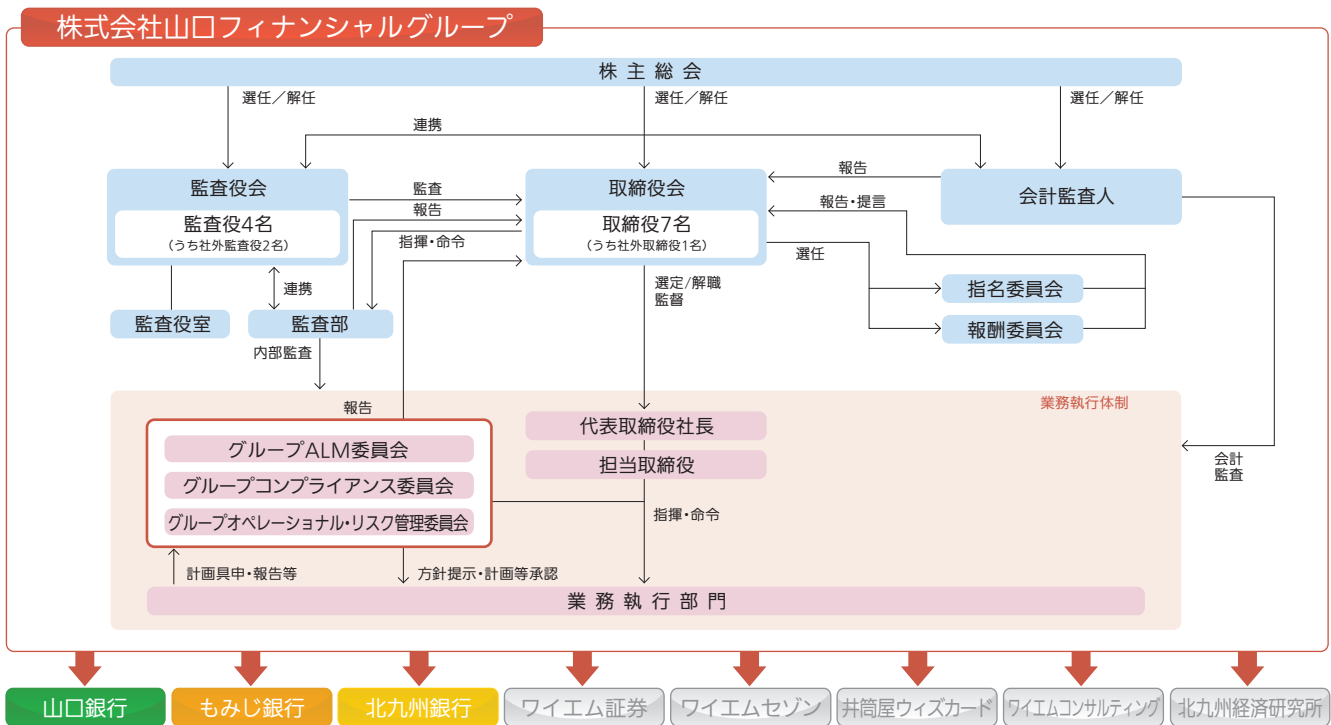 株式会社山口フィナンシャルグループ
株主総会
選任／解任
選任／解任
選任／解任
連携
監査役会
監査役4名
（うち社外監査役2名）
監査
報告
指揮・命令
取締役会
取締役7名
（うち社外取締役1名）
報告
報告・提言
選任
会計監査人
連携
選定/解職
監督
指名委員会
報酬委員会
監査役室
監査部
内部監査
報告
業務執行体制
代表取締役社長
担当取締役
グループALM委員会
グループコンプライアンス委員会
グループオペレーショナル・リスク管理委員会
会計
監査
指揮・命令
計画具申・報告等
方針提示・計画等承認
業務執行部門
山口銀行
もみじ銀行
北九州銀行
ワイエム証券
ワイエムセゾン
井筒屋ウィズカード
ワイエムコンサルティング
北九州経済研究所